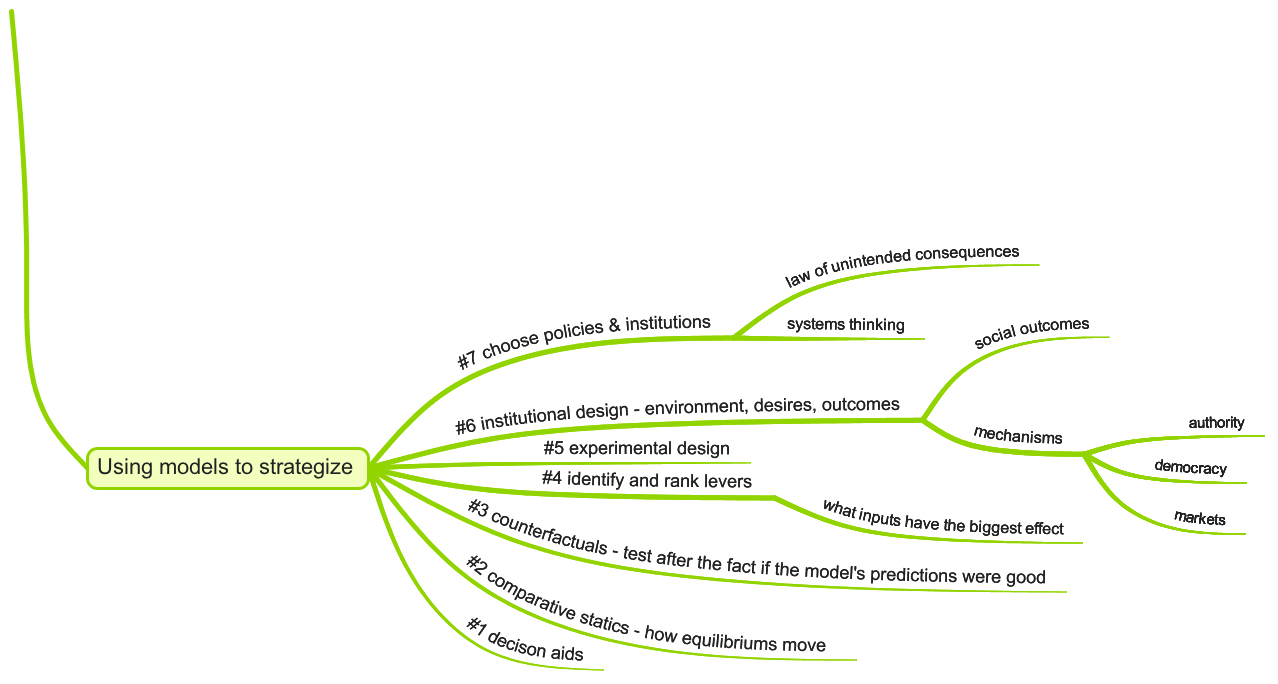 law of unintended consequences
systems thinking
#7 choose policies & institutions
social outcomes
#6 institutional design - environment, desires, outcomes
mechanisms
authority
democracy
markets
#5 experimental design
Using models to strategize
#4 identify and rank levers
what inputs have the biggest effect
#3 counterfactuals - test after the fact if the model's predictions were good
#2 comparative statics - how equilibriums move
#1 decison aids